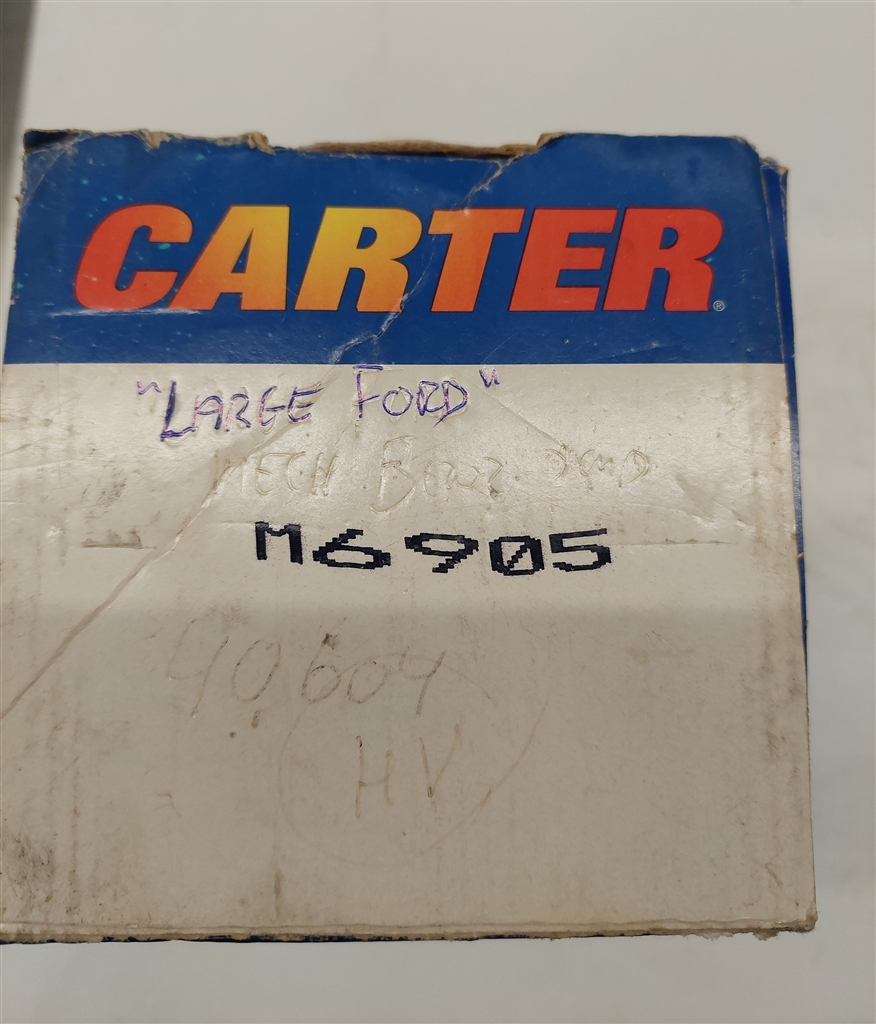 CARTER®
"LARGE FORD"
MECH
M6905
90604
HV